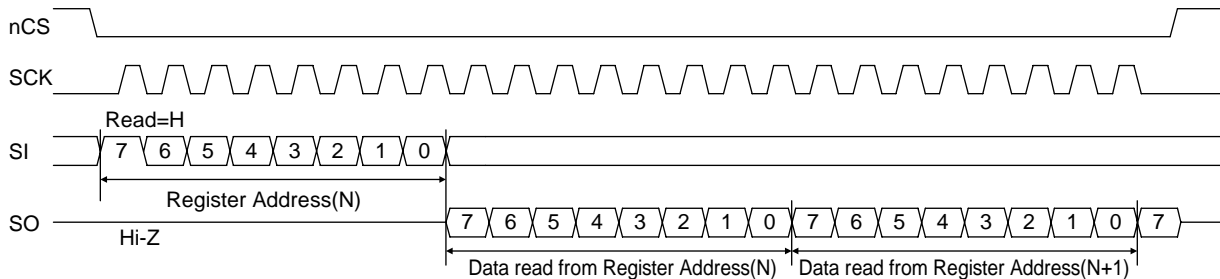 nCS
SCK
Read=H
SI 7 6 5 4 3 2 1 0
Register Address(N)
SO 7 6 5 4 3 2 1 0 7 6 5 4 3 2 1 0 7
Hi-Z
Data read from Register Address(N) Data read from Register Address(N+1)